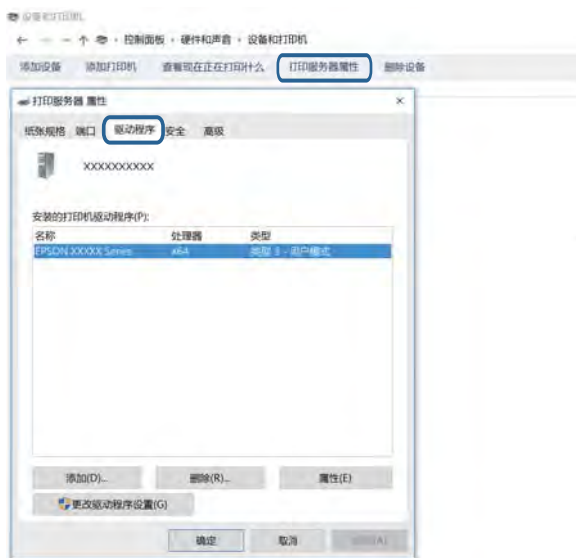 设备和打印机
← → 控制面板 硬件和声音 设备和打印机
添加设备 添加打印机 查看现在正在打印什么 打印服务器属性 删除设备
打印服务器 属性 ×
纸张规格 端口 驱动程序 安全 高级
XXXXXXXXXX
安装的打印机驱动程序(P):
名称 处理器 类型
EPSON XXXXX Series x64 类型 3 - 用户模式
添加(D)... 删除(R)... 属性(E)
更改驱动程序设置(G)
确定 取消